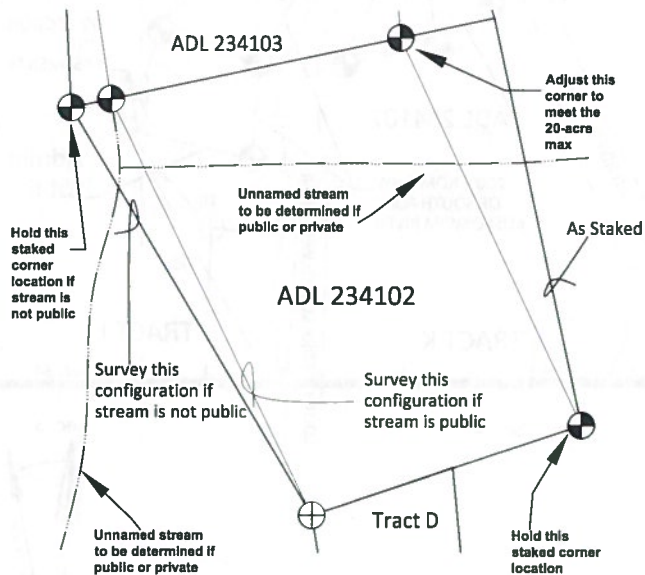 ADL 234103
Adjust this
corner to
meet the
20-acre
max
Unnamed stream
to be determined if
public or private
As Staked
Hold this
staked
corner
location if
stream is
not public
ADL 234102
Survey this
configuration if
stream is not public
Survey this
configuration if
stream is public
Tract D
Unnamed stream
to be determined if
public or private
Hold this
staked corner
location